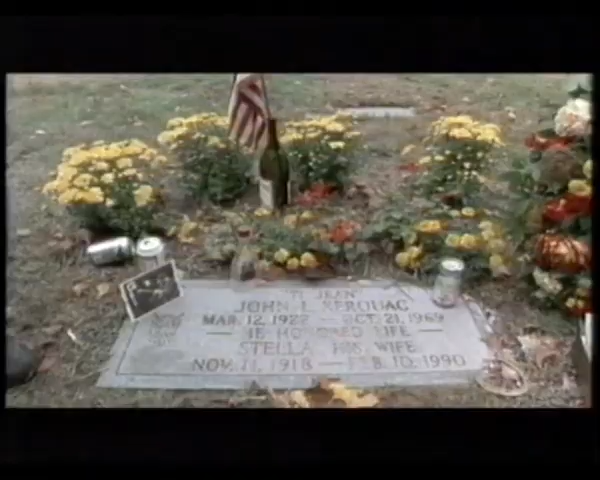 "TI JEAN"
JOHN L. KEROUAC
MAR. 12, 1922 — OCT. 21, 1969
— HE HONORED LIFE —
STELLA HIS WIFE
NOV. 11, 1918 — FEB. 10, 1990